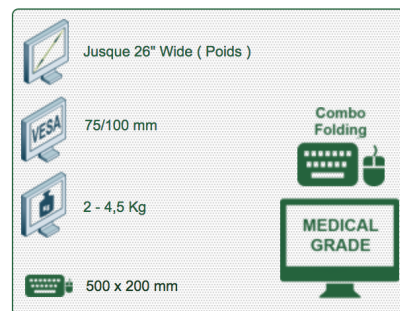 Jusque 26" Wide ( Poids )
VESA
75/100 mm
KG
2 - 4,5 Kg
500 x 200 mm
Combo
Folding
MEDICAL
GRADE